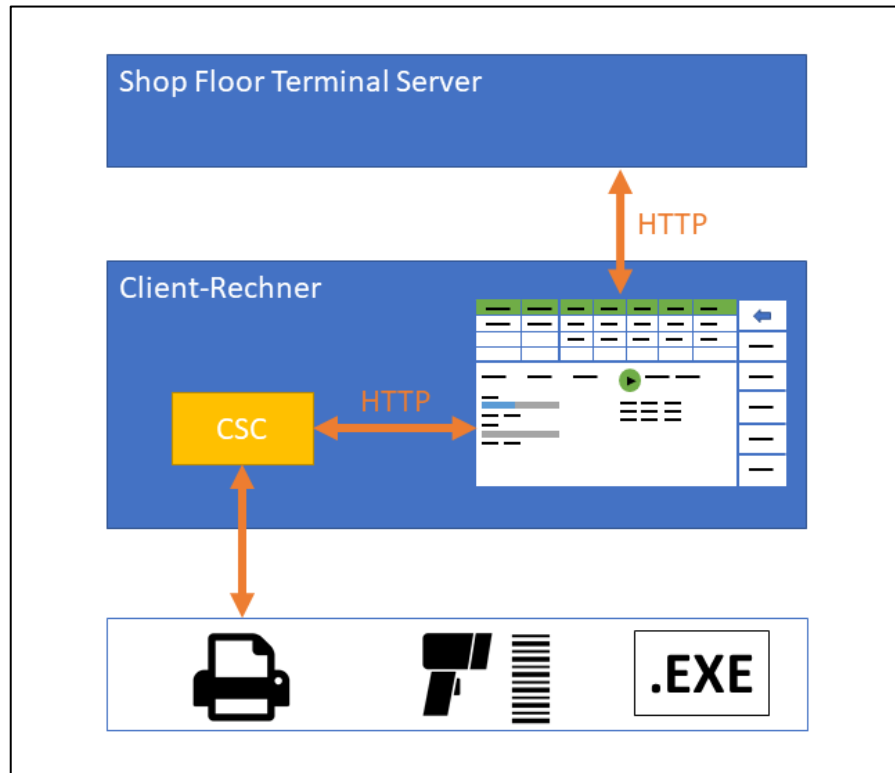 Shop Floor Terminal Server
HTTP
Client-Rechner
HTTP
CSC
.EXE